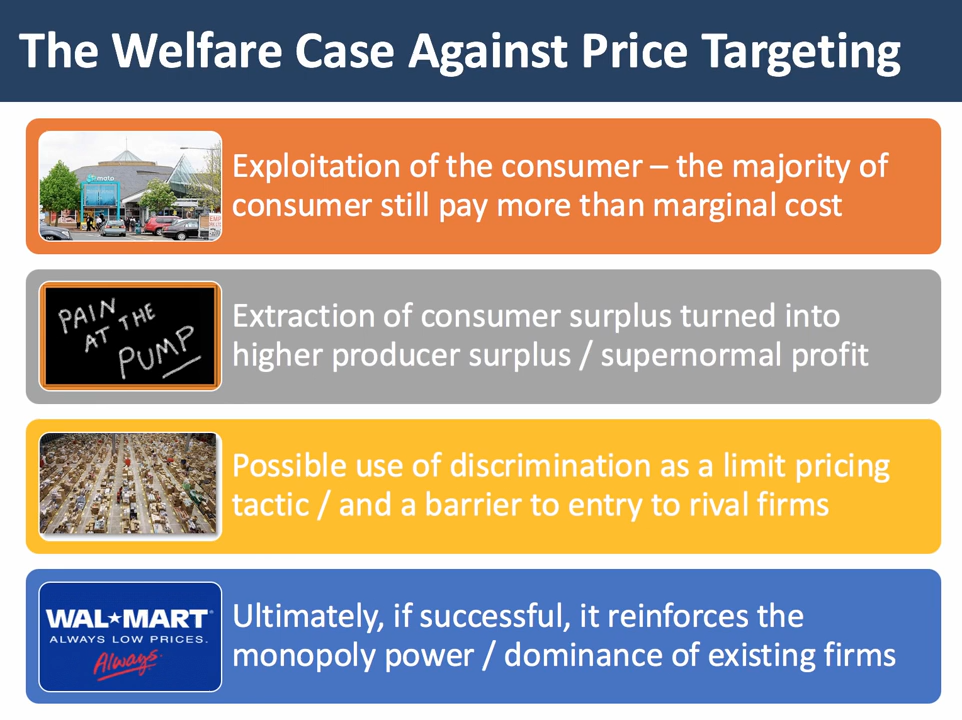 The Welfare Case Against Price Targeting
Exploitation of the consumer – the majority of
consumer still pay more than marginal cost
PAIN
AT THE
PUMP
Extraction of consumer surplus turned into
higher producer surplus / supernormal profit
Possible use of discrimination as a limit pricing
tactic / and a barrier to entry to rival firms
WAL★MART
ALWAYS LOW PRICES.
Always.
Ultimately, if successful, it reinforces the
monopoly power / dominance of existing firms